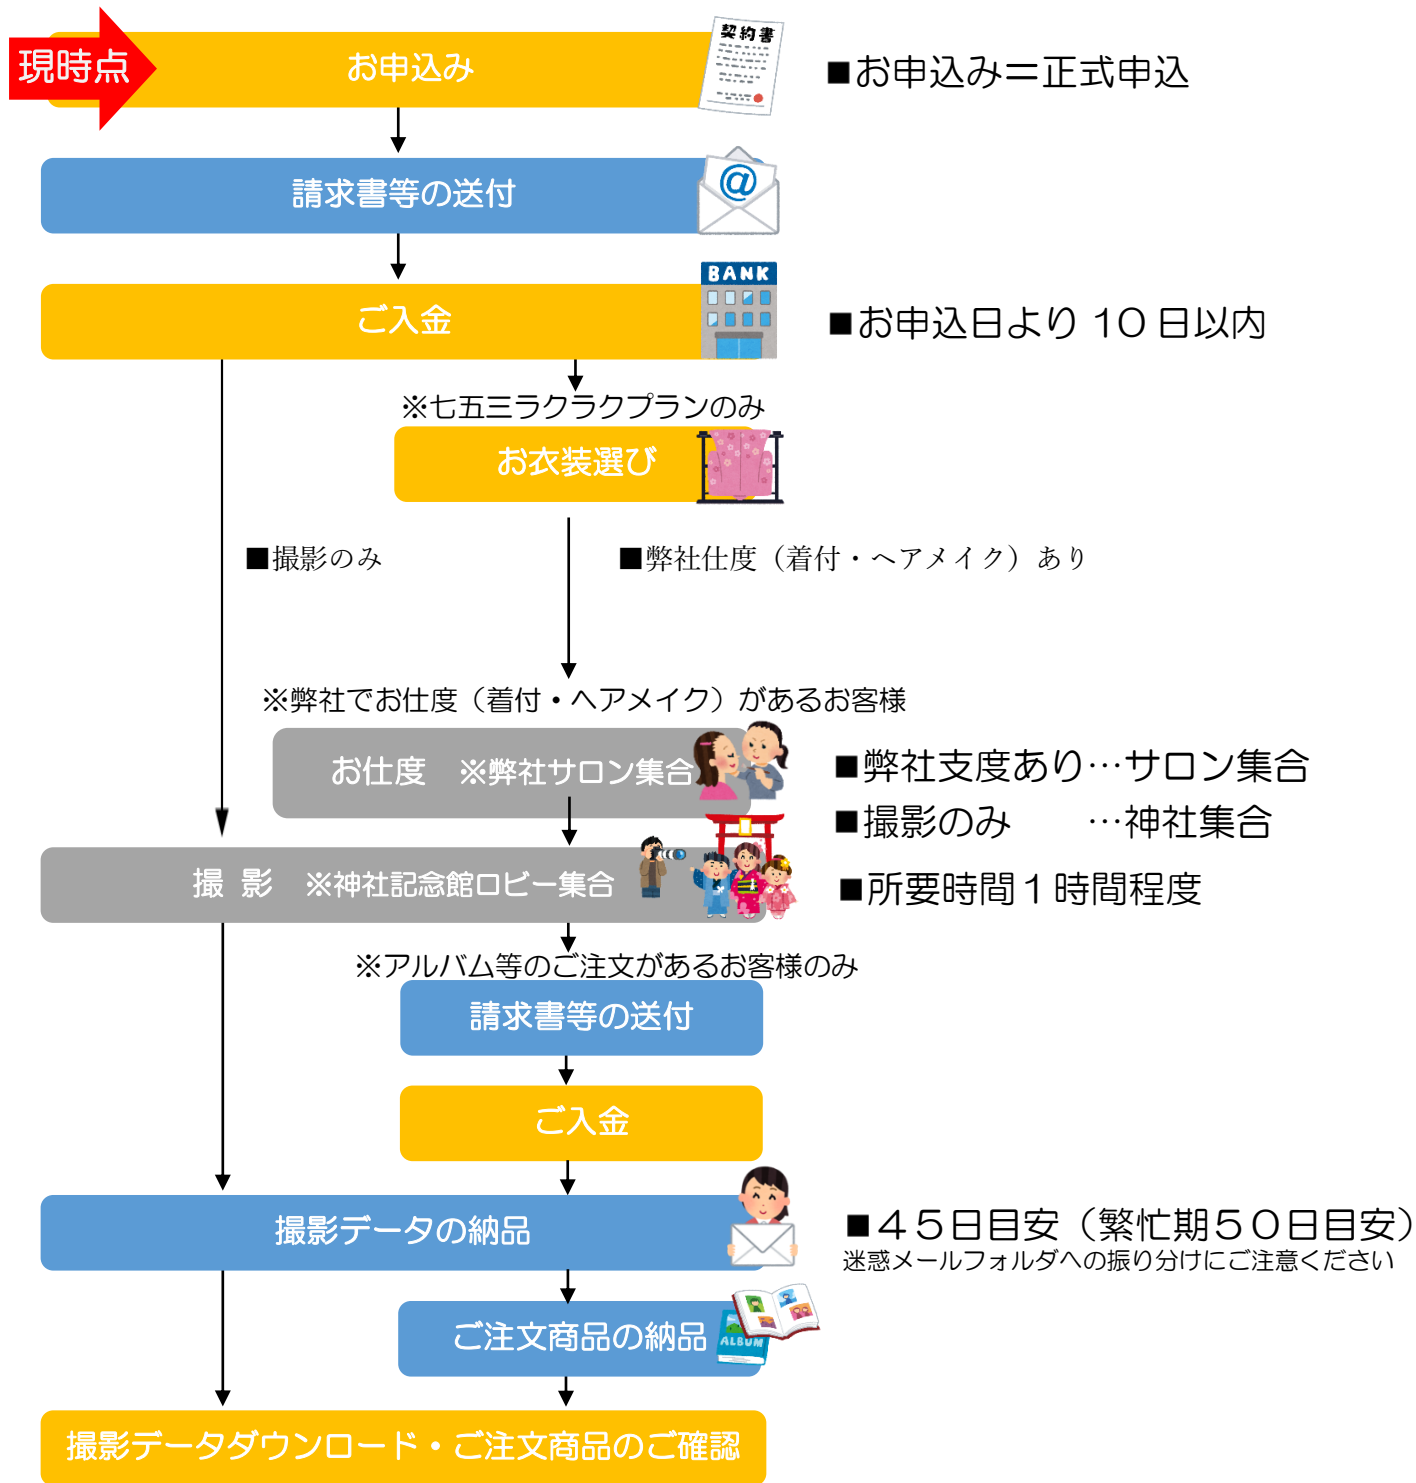 現時点
お申込み
契約書
■お申込み＝正式申込
請求書等の送付
@
ご入金
BANK
■お申込日より 10 日以内
※七五三ラクラクプランのみ
お衣装選び
■撮影のみ
■弊社仕度（着付・ヘアメイク）あり
※弊社でお仕度（着付・ヘアメイク）があるお客様
お仕度　※弊社サロン集合
■弊社支度あり…サロン集合
■撮影のみ　　…神社集合
撮 影　※神社記念館ロビー集合
■所要時間１時間程度
※アルバム等のご注文があるお客様のみ
請求書等の送付
ご入金
撮影データの納品
■４５日目安（繁忙期５０日目安）
迷惑メールフォルダへの振り分けにご注意ください
ご注文商品の納品
ALBUM
撮影データダウンロード・ご注文商品のご確認